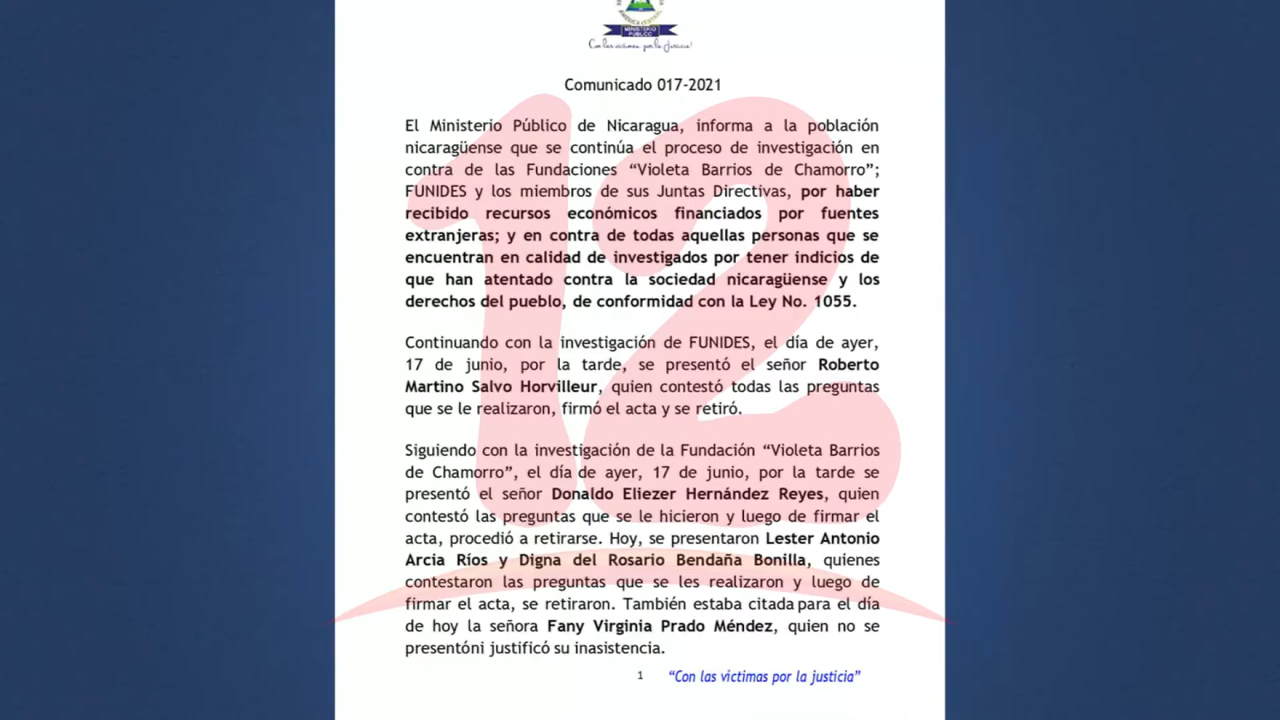 AMÉRICA CENTRAL
MINISTERIO
PÚBLICO
Con las víctimas, por la Justicia!
Comunicado 017-2021
El Ministerio Público de Nicaragua, informa a la población
nicaragüense que se continúa el proceso de investigación en
contra de las Fundaciones “Violeta Barrios de Chamorro”;
FUNIDES y los miembros de sus Juntas Directivas, por haber
recibido recursos económicos financiados por fuentes
extranjeras; y en contra de todas aquellas personas que se
encuentran en calidad de investigados por tener indicios de
que han atentado contra la sociedad nicaragüense y los
derechos del pueblo, de conformidad con la Ley No. 1055.
Continuando con la investigación de FUNIDES, el día de ayer,
17 de junio, por la tarde, se presentó el señor Roberto
Martino Salvo Horvilleur, quien contestó todas las preguntas
que se le realizaron, firmó el acta y se retiró.
Siguiendo con la investigación de la Fundación “Violeta Barrios
de Chamorro”, el día de ayer, 17 de junio, por la tarde se
presentó el señor Donaldo Eliezer Hernández Reyes, quien
contestó las preguntas que se le hicieron y luego de firmar el
acta, procedió a retirarse. Hoy, se presentaron Lester Antonio
Arcia Ríos y Digna del Rosario Bendaña Bonilla, quienes
contestaron las preguntas que se les realizaron y luego de
firmar el acta, se retiraron. También estaba citada para el día
de hoy la señora Fany Virginia Prado Méndez, quien no se
presentóni justificó su inasistencia.
1 “Con las víctimas por la justicia”
12